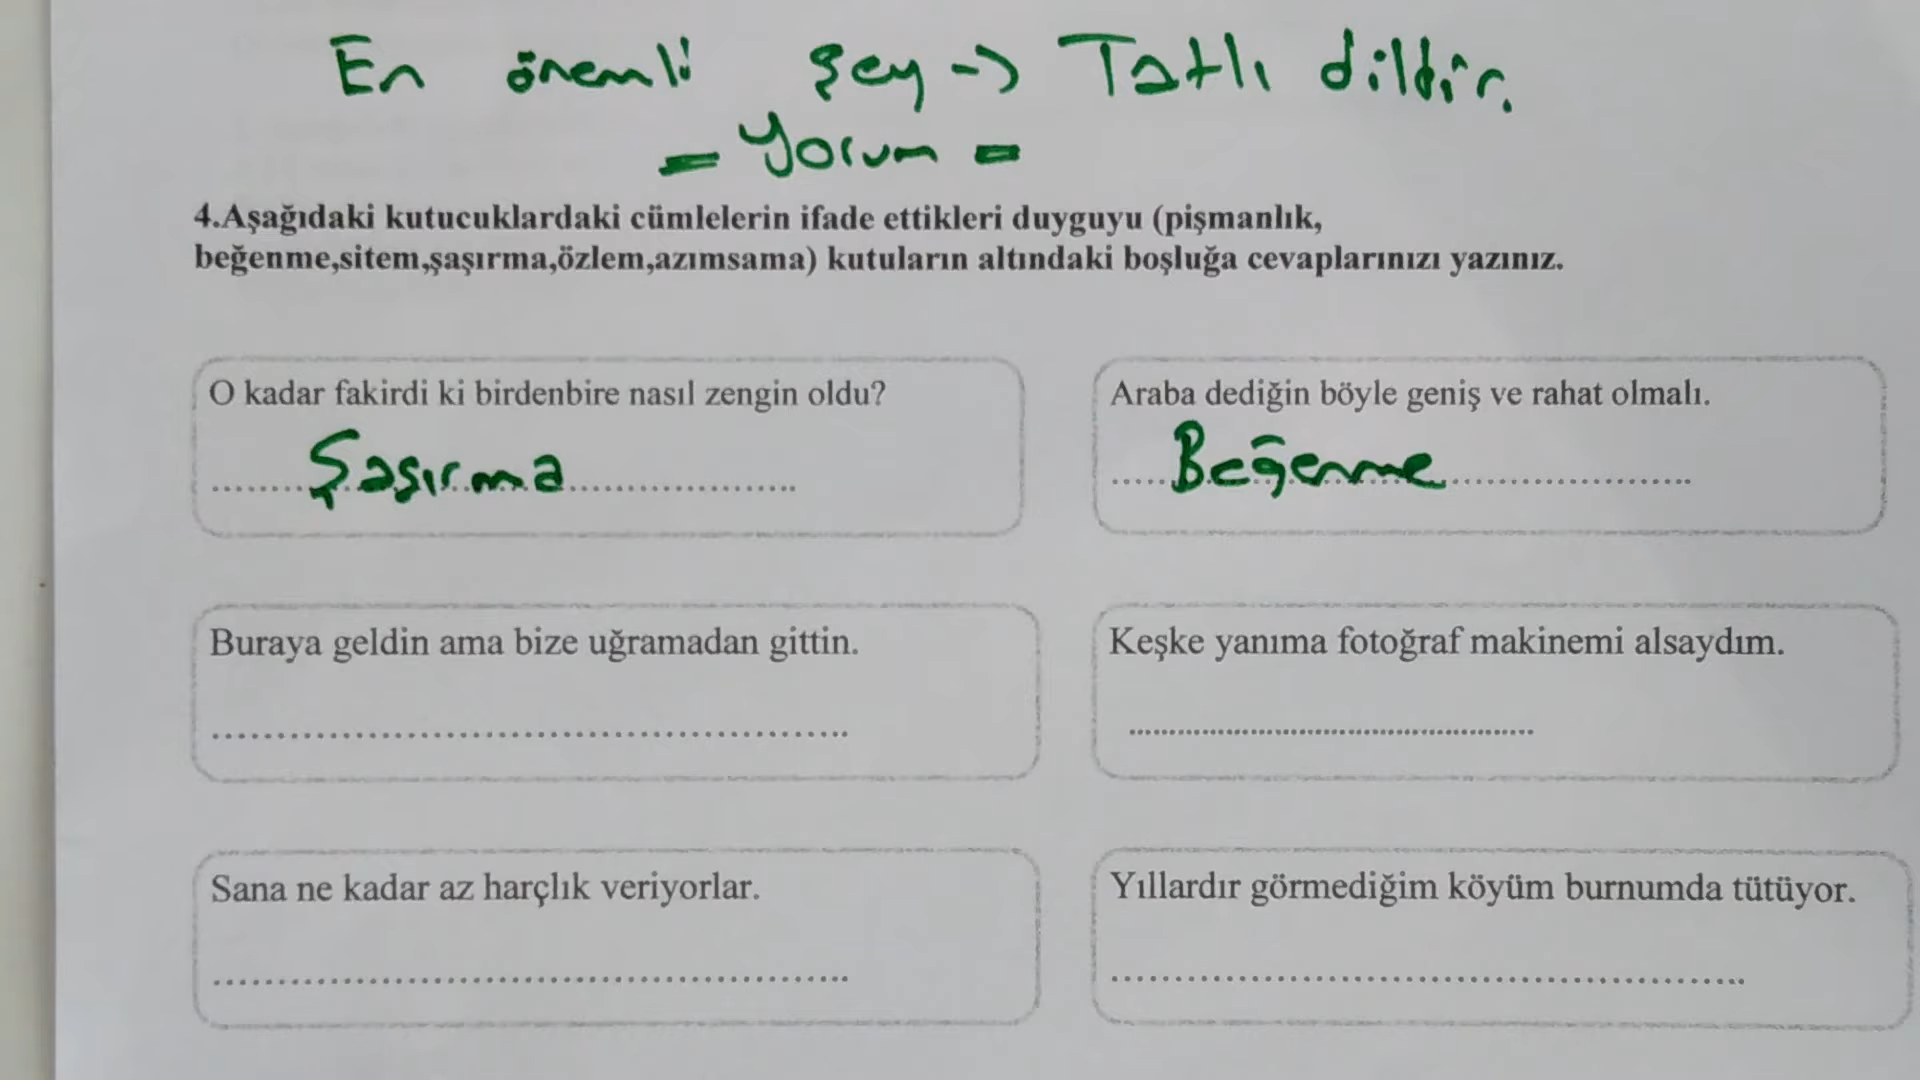 En önemli şey -> Tatlı dildir.
= Yorum =
4.Aşağıdaki kutucuklardaki cümlelerin ifade ettikleri duyguyu (pişmanlık,
beğenme,sitem,şaşırma,özlem,azımsama) kutuların altındaki boşluğa cevaplarınızı yazınız.
O kadar fakirdi ki birdenbire nasıl zengin oldu?
Şaşırma
Araba dediğin böyle geniş ve rahat olmalı.
Beğenme
Buraya geldin ama bize uğramadan gittin.
Keşke yanıma fotoğraf makinemi alsaydım.
Sana ne kadar az harçlık veriyorlar.
Yıllardır görmediğim köyüm burnumda tütüyor.